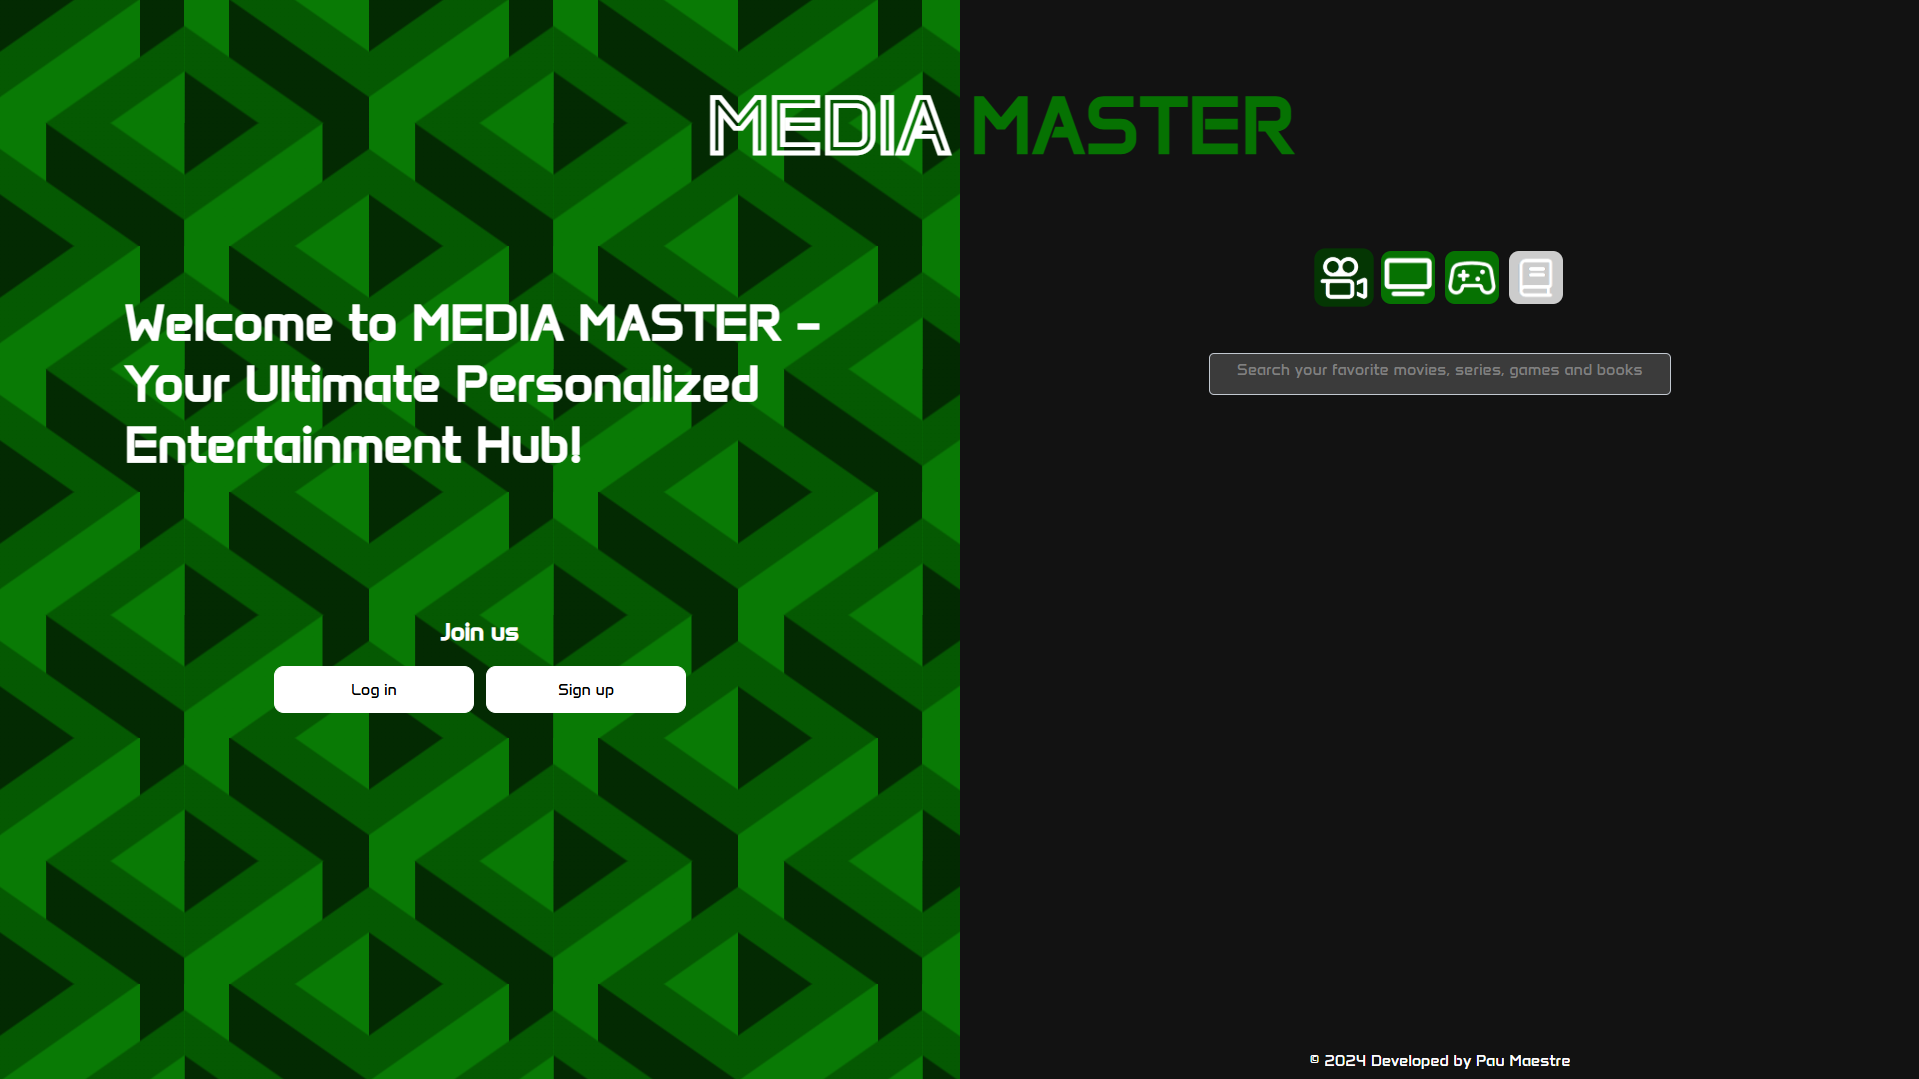 MEDIA MASTER
Welcome to MEDIA MASTER -
Your Ultimate Personalized
Entertainment Hub!
Join us
Log in
Sign up
Search your favorite movies, series, games and books
© 2024 Developed by Pau Maestre